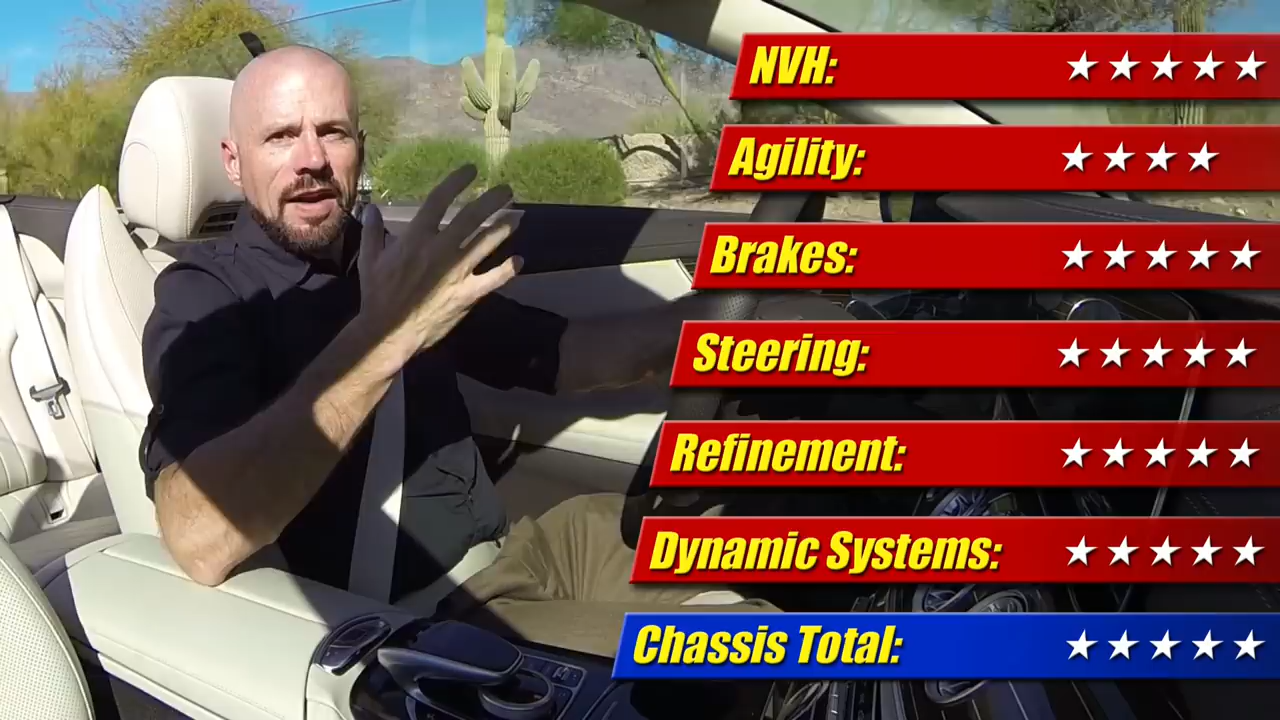 NVH: ★★★★★
Agility: ★★★★
Brakes: ★★★★★
Steering: ★★★★★
Refinement: ★★★★★
Dynamic Systems: ★★★★★
Chassis Total: ★★★★★